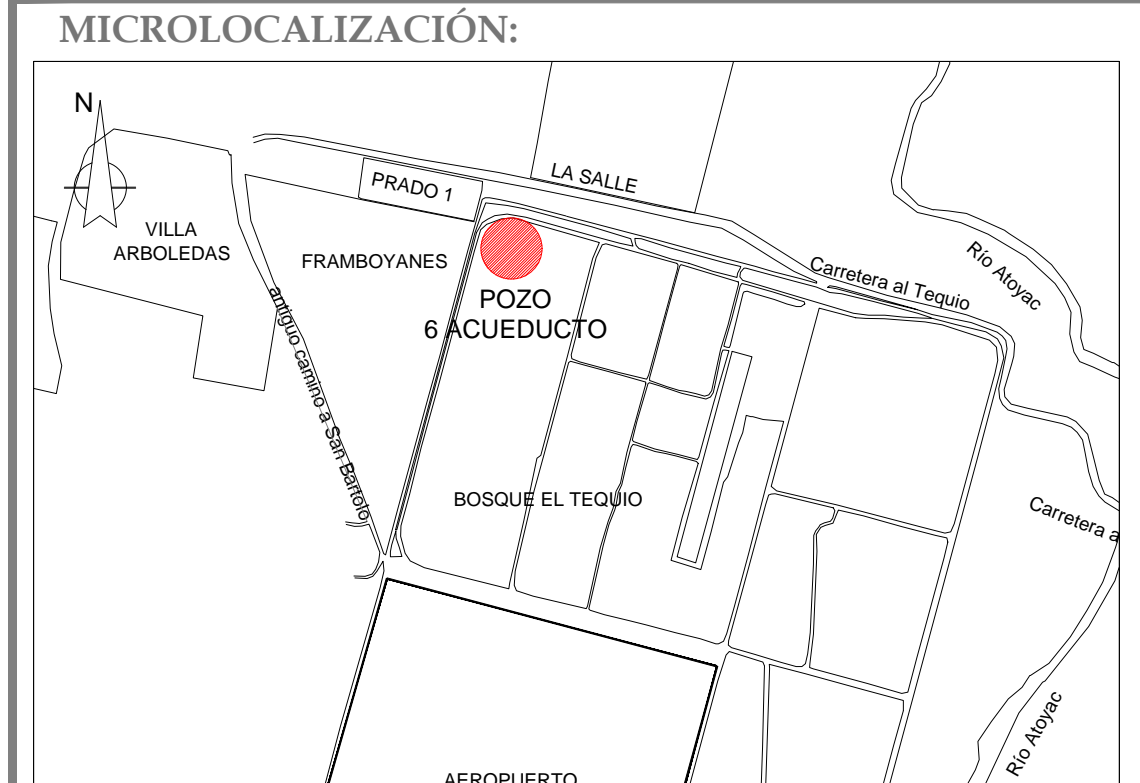 MICROLOCALIZACIÓN:
N
LA SALLE
PRADO 1
VILLA
ARBOLEDAS
FRAMBOYANES
Río Atoyac
Carretera al Tequio
POZO
6 ACUEDUCTO
antiguo camino a San Bartolo
BOSQUE EL TEQUIO
Carretera a
Río Atoyac
AEROPUERTO